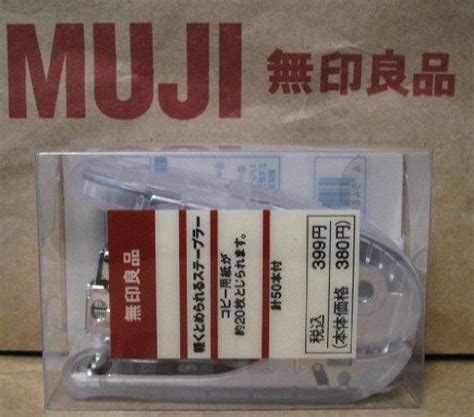 MUJI 無印良品
無印良品
軽くとめられるステープラー
コピー用紙が
約20枚とじられます。
針50本付
税込 399円
(本体価格 380円)